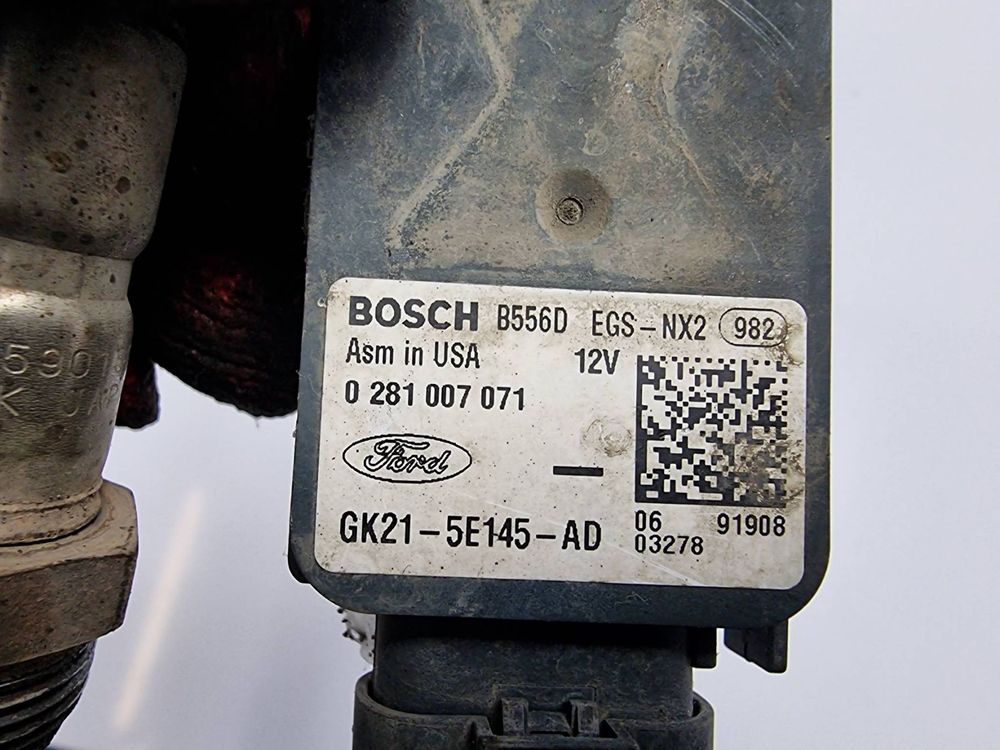 BOSCH B556D EGS-NX2 982
Asm in USA 12V
0 281 007 071
Ford
GK21-5E145-AD
06 91908
03278
590